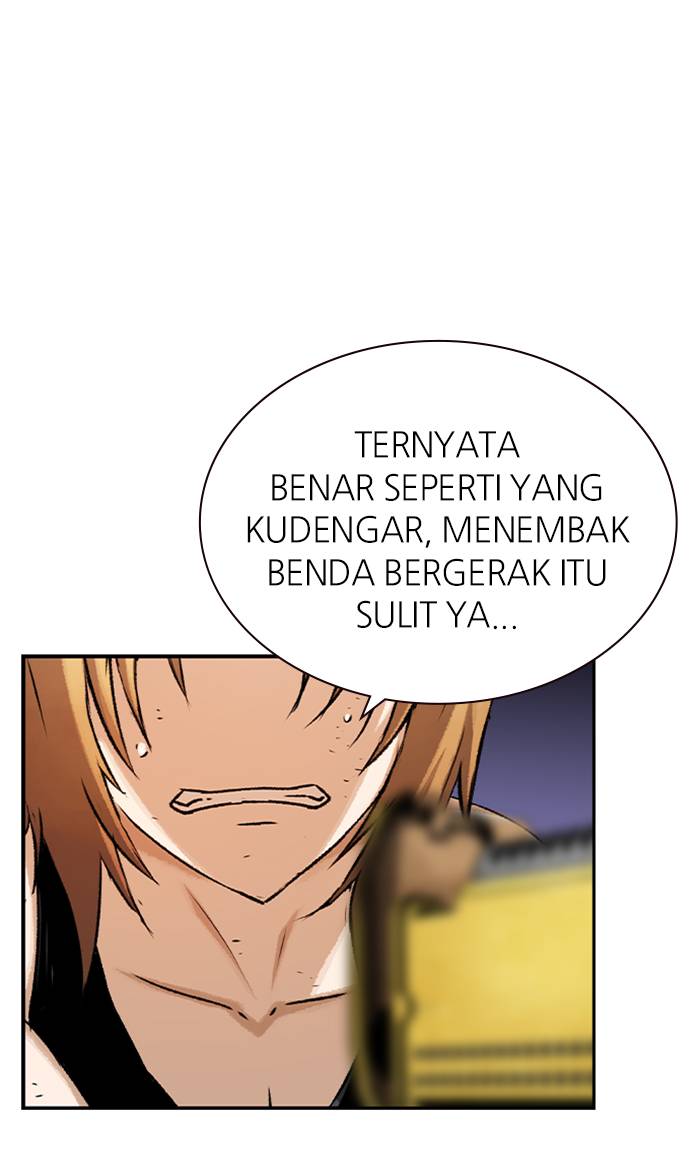 TERNYATA
BENAR SEPERTI YANG
KUDENGAR, MENEMBAK
BENDA BERGERAK ITU
SULIT YA...